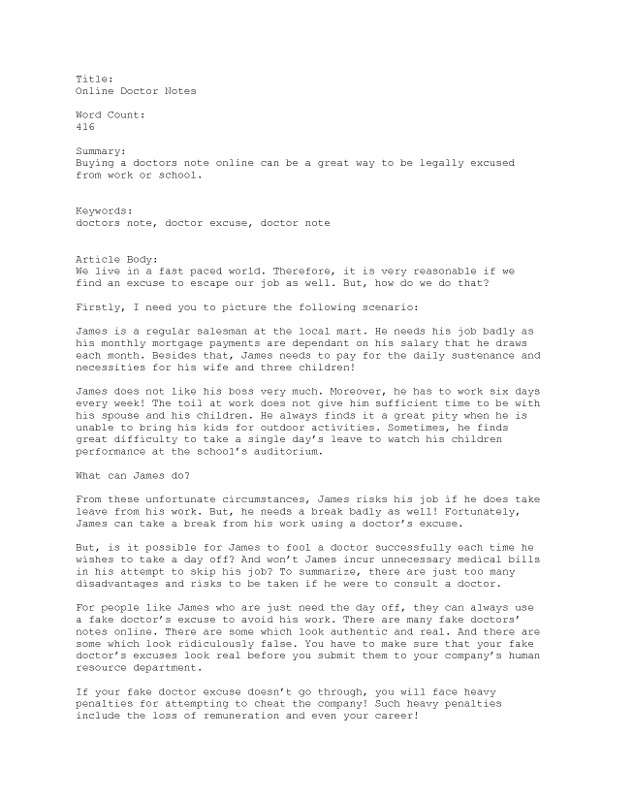 Title:
Online Doctor Notes
Word Count:
416
Summary:
Buying a doctors note online can be a great way to be legally excused
from work or school.
Keywords:
doctors note, doctor excuse, doctor note
Article Body:
We live in a fast paced world. Therefore, it is very reasonable if we
find an excuse to escape our job as well. But, how do we do that?
Firstly, I need you to picture the following scenario:
James is a regular salesman at the local mart. He needs his job badly as
his monthly mortgage payments are dependant on his salary that he draws
each month. Besides that, James needs to pay for the daily sustenance and
necessities for his wife and three children!
James does not like his boss very much. Moreover, he has to work six days
every week! The toil at work does not give him sufficient time to be with
his spouse and his children. He always finds it a great pity when he is
unable to bring his kids for outdoor activities. Sometimes, he finds
great difficulty to take a single day’s leave to watch his children
performance at the school’s auditorium.
What can James do?
From these unfortunate circumstances, James risks his job if he does take
leave from his work. But, he needs a break badly as well! Fortunately,
James can take a break from his work using a doctor’s excuse.
But, is it possible for James to fool a doctor successfully each time he
wishes to take a day off? And won’t James incur unnecessary medical bills
in his attempt to skip his job? To summarize, there are just too many
disadvantages and risks to be taken if he were to consult a doctor.
For people like James who are just need the day off, they can always use
a fake doctor’s excuse to avoid his work. There are many fake doctors’
notes online. There are some which look authentic and real. And there are
some which look ridiculously false. You have to make sure that your fake
doctor’s excuses look real before you submit them to your company’s human
resource department.
If your fake doctor excuse doesn’t go through, you will face heavy
penalties for attempting to cheat the company! Such heavy penalties
include the loss of remuneration and even your career!